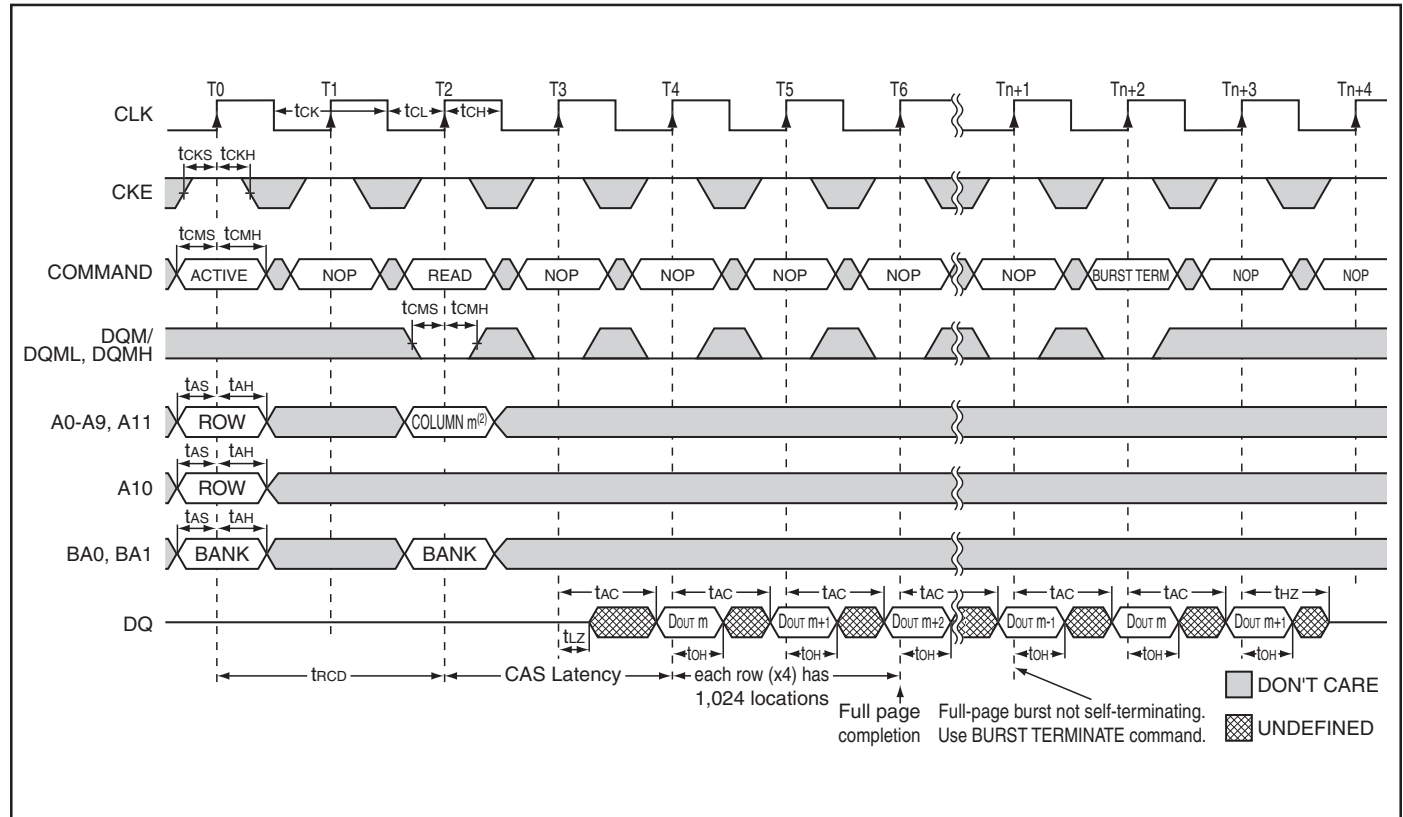 T0 T1 T2 T3 T4 T5 T6 Tn+1 Tn+2 Tn+3 Tn+4
CLK
tCK tCL tCH
tCKS tCKH
CKE
tCMS tCMH
COMMAND ACTIVE NOP READ NOP NOP NOP NOP NOP BURST TERM NOP NOP
tCMS tCMH
DQM/
DQML, DQMH
tAS tAH
A0-A9, A11 ROW COLUMN m(2)
tAS tAH
A10 ROW
tAS tAH
BA0, BA1 BANK BANK
tAC tAC tAC tAC tAC tAC tHZ
DQ DOUT m DOUT m+1 DOUT m+2 DOUT m-1 DOUT m DOUT m+1
tLZ tOH tOH tOH tOH tOH tOH
tRCD CAS Latency each row (x4) has
1,024 locations
Full page
completion
Full-page burst not self-terminating.
Use BURST TERMINATE command.
DON'T CARE
UNDEFINED